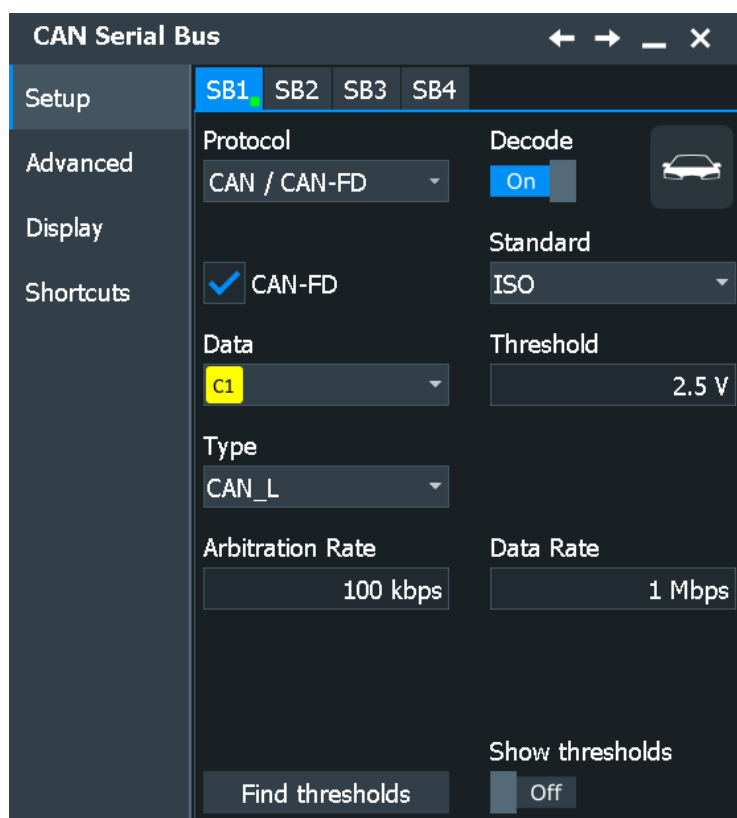 CAN Serial Bus
Setup
Advanced
Display
Shortcuts
SB1 SB2 SB3 SB4
Protocol Decode
CAN / CAN-FD On
Standard
CAN-FD ISO
Data Threshold
C1 2.5 V
Type
CAN_L
Arbitration Rate Data Rate
100 kbps 1 Mbps
Show thresholds
Find thresholds Off